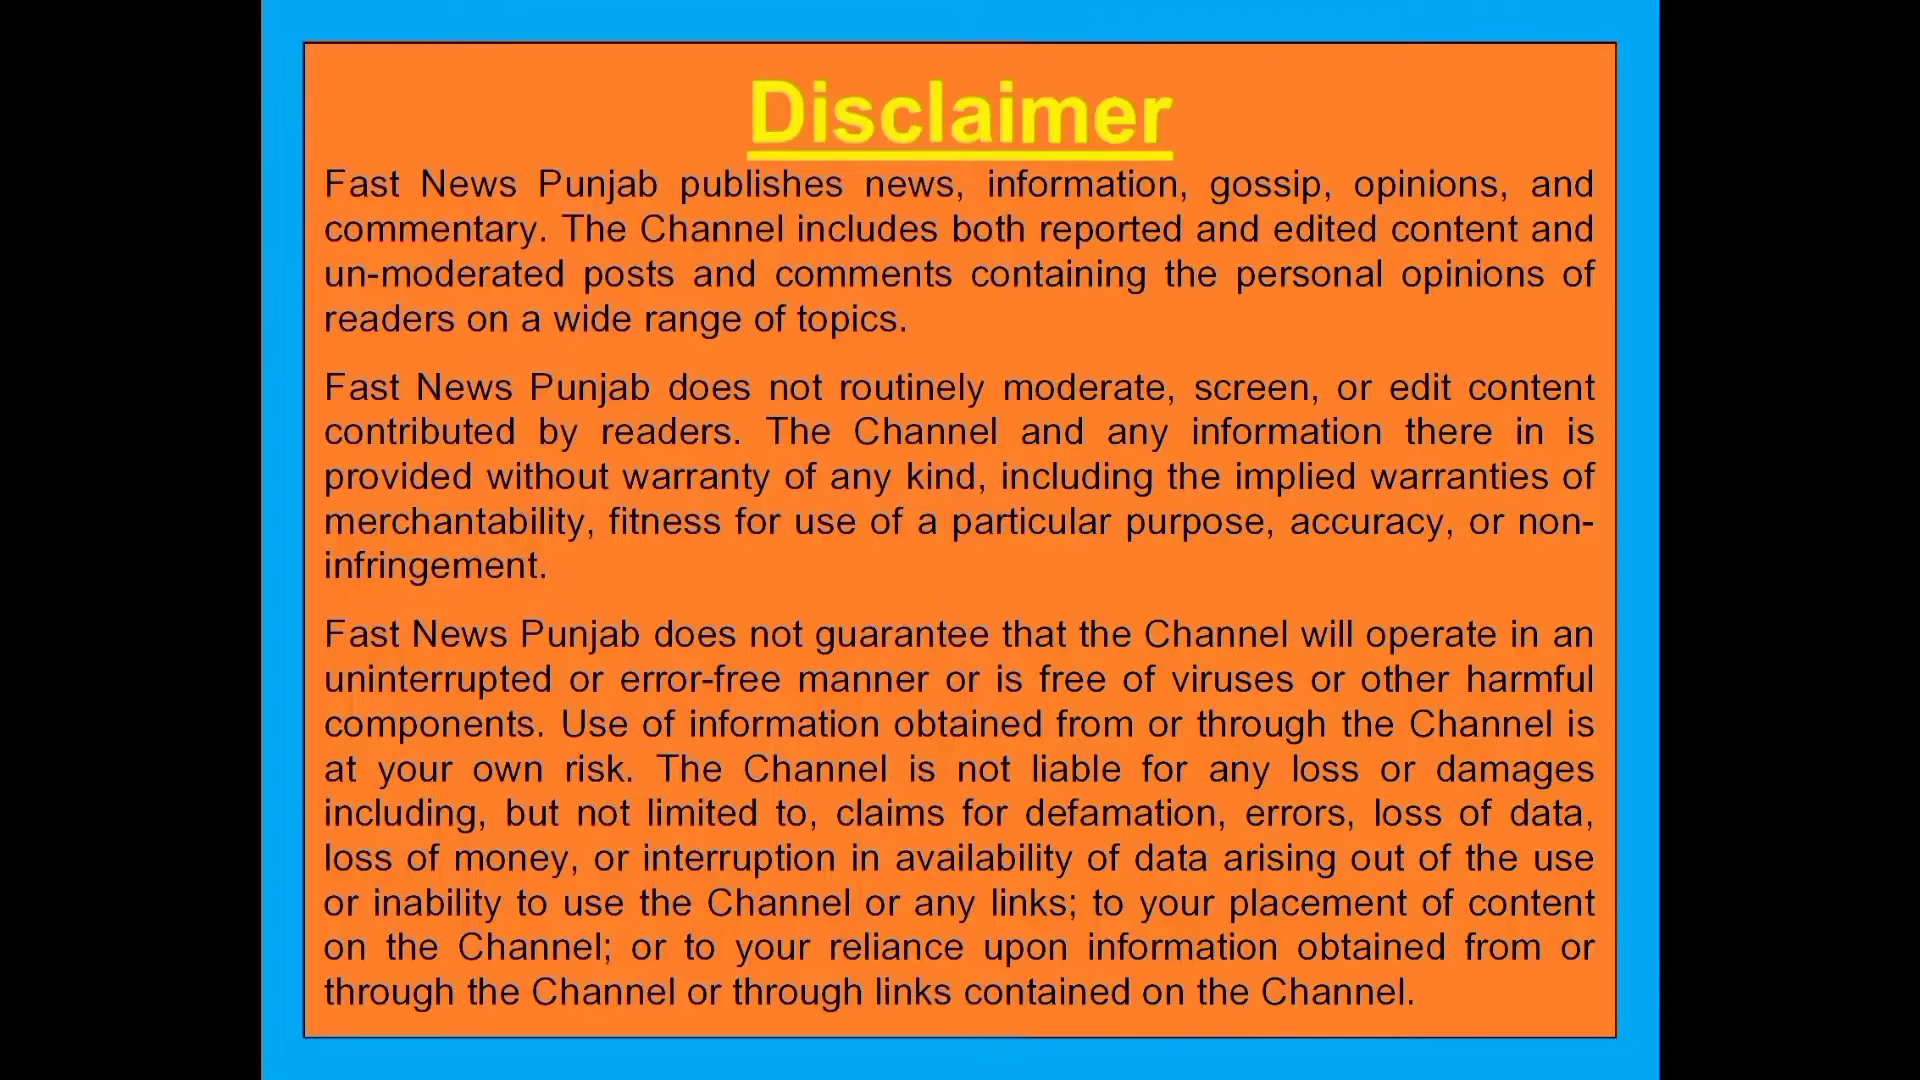 Disclaimer
Fast News Punjab publishes news, information, gossip, opinions, and
commentary. The Channel includes both reported and edited content and
un-moderated posts and comments containing the personal opinions of
readers on a wide range of topics.
Fast News Punjab does not routinely moderate, screen, or edit content
contributed by readers. The Channel and any information there in is
provided without warranty of any kind, including the implied warranties of
merchantability, fitness for use of a particular purpose, accuracy, or non-
infringement.
Fast News Punjab does not guarantee that the Channel will operate in an
uninterrupted or error-free manner or is free of viruses or other harmful
components. Use of information obtained from or through the Channel is
at your own risk. The Channel is not liable for any loss or damages
including, but not limited to, claims for defamation, errors, loss of data,
loss of money, or interruption in availability of data arising out of the use
or inability to use the Channel or any links; to your placement of content
on the Channel; or to your reliance upon information obtained from or
through the Channel or through links contained on the Channel.